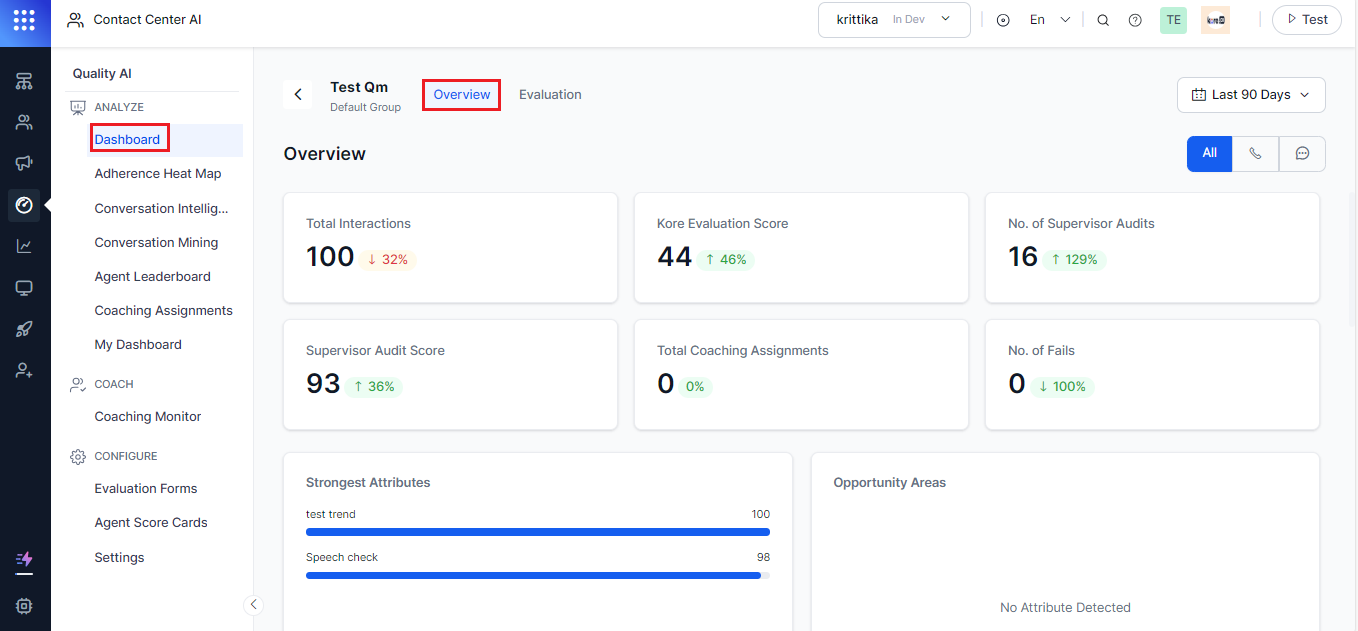 Contact Center AI
krittika In Dev
En
TE
Test
Quality AI
ANALYZE
Dashboard
Adherence Heat Map
Conversation Intellig...
Conversation Mining
Agent Leaderboard
Coaching Assignments
My Dashboard
COACH
Coaching Monitor
CONFIGURE
Evaluation Forms
Agent Score Cards
Settings
Test Qm
Default Group
Overview
Evaluation
Last 90 Days
Overview
All
Total Interactions
100 ↓ 32%
Kore Evaluation Score
44 ↑ 46%
No. of Supervisor Audits
16 ↑ 129%
Supervisor Audit Score
93 ↑ 36%
Total Coaching Assignments
0 0%
No. of Fails
0 ↓ 100%
Strongest Attributes
test trend 100
Speech check 98
Opportunity Areas
No Attribute Detected